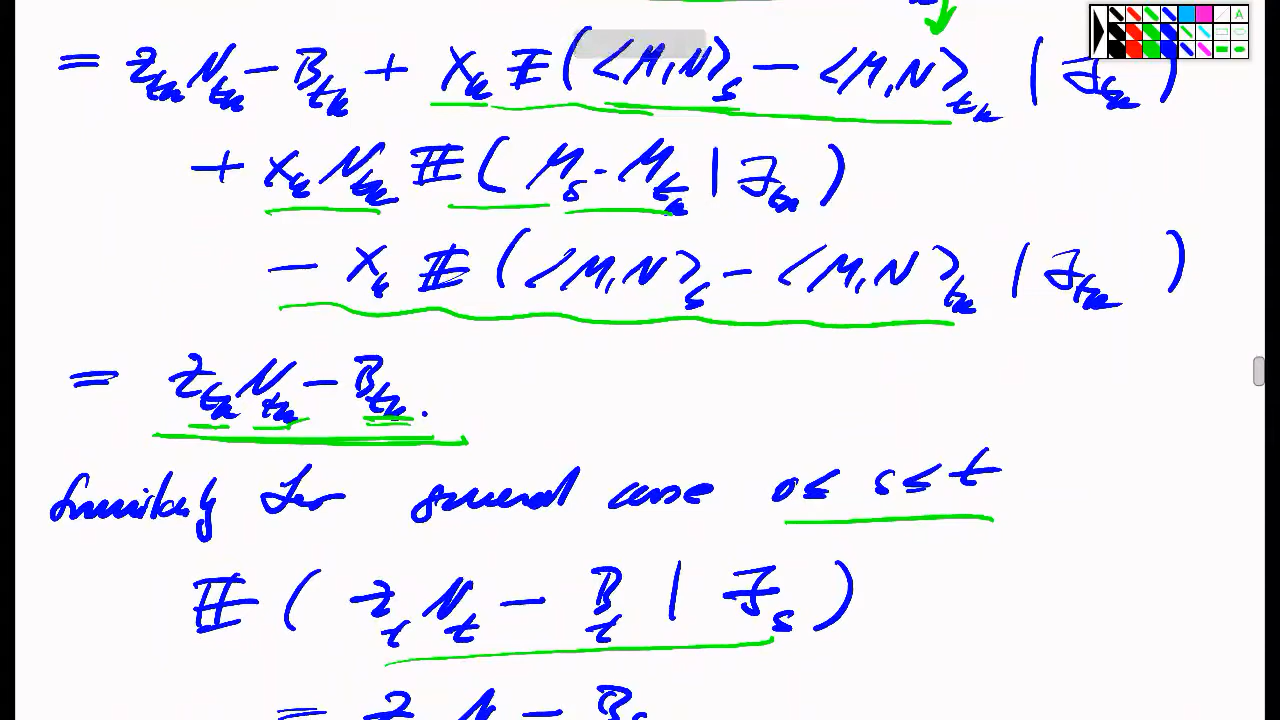 = Z_{t_k} N_{t_k} − B_{t_k} + X_k 𝔼(⟨M,N⟩_s − ⟨M,N⟩_{t_k} | ℱ_{t_k})
+ X_k N_{t_k} 𝔼(M_s − M_{t_k} | ℱ_{t_k})
− X_k 𝔼(⟨M,N⟩_s − ⟨M,N⟩_{t_k} | ℱ_{t_k})
= Z_{t_k} N_{t_k} − B_{t_k}.
Similarly for general case 0 ≤ s ≤ t
𝔼(Z_t N_t − B_t | ℱ_s)
= Z N − B_s